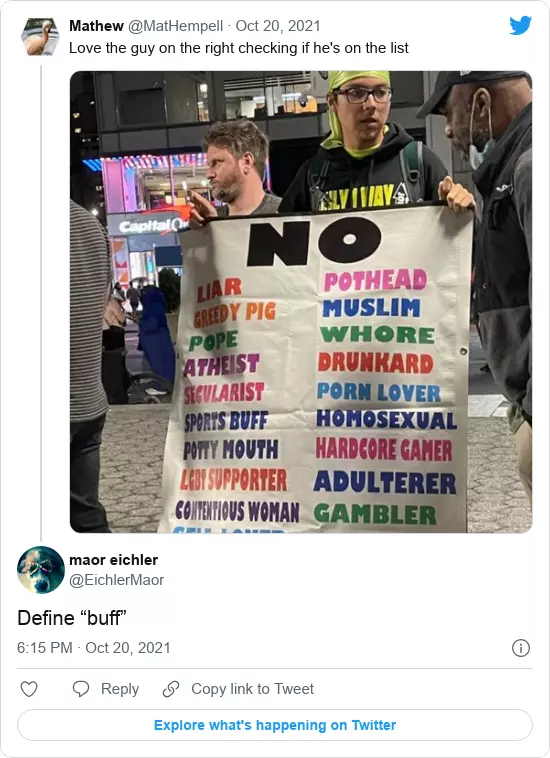 Mathew @MatHempell · Oct 20, 2021
Love the guy on the right checking if he's on the list
Capital O
NO
LIAR
GREEDY PIG
POPE
ATHEIST
SECULARIST
SPORTS BUFF
POTTY MOUTH
LGBT SUPPORTER
CONTENTIOUS WOMAN
POTHEAD
MUSLIM
WHORE
DRUNKARD
PORN LOVER
HOMOSEXUAL
HARDCORE GAMER
ADULTERER
GAMBLER
maor eichler
@EichlerMaor
Define “buff”
6:15 PM · Oct 20, 2021
Reply
Copy link to Tweet
Explore what's happening on Twitter